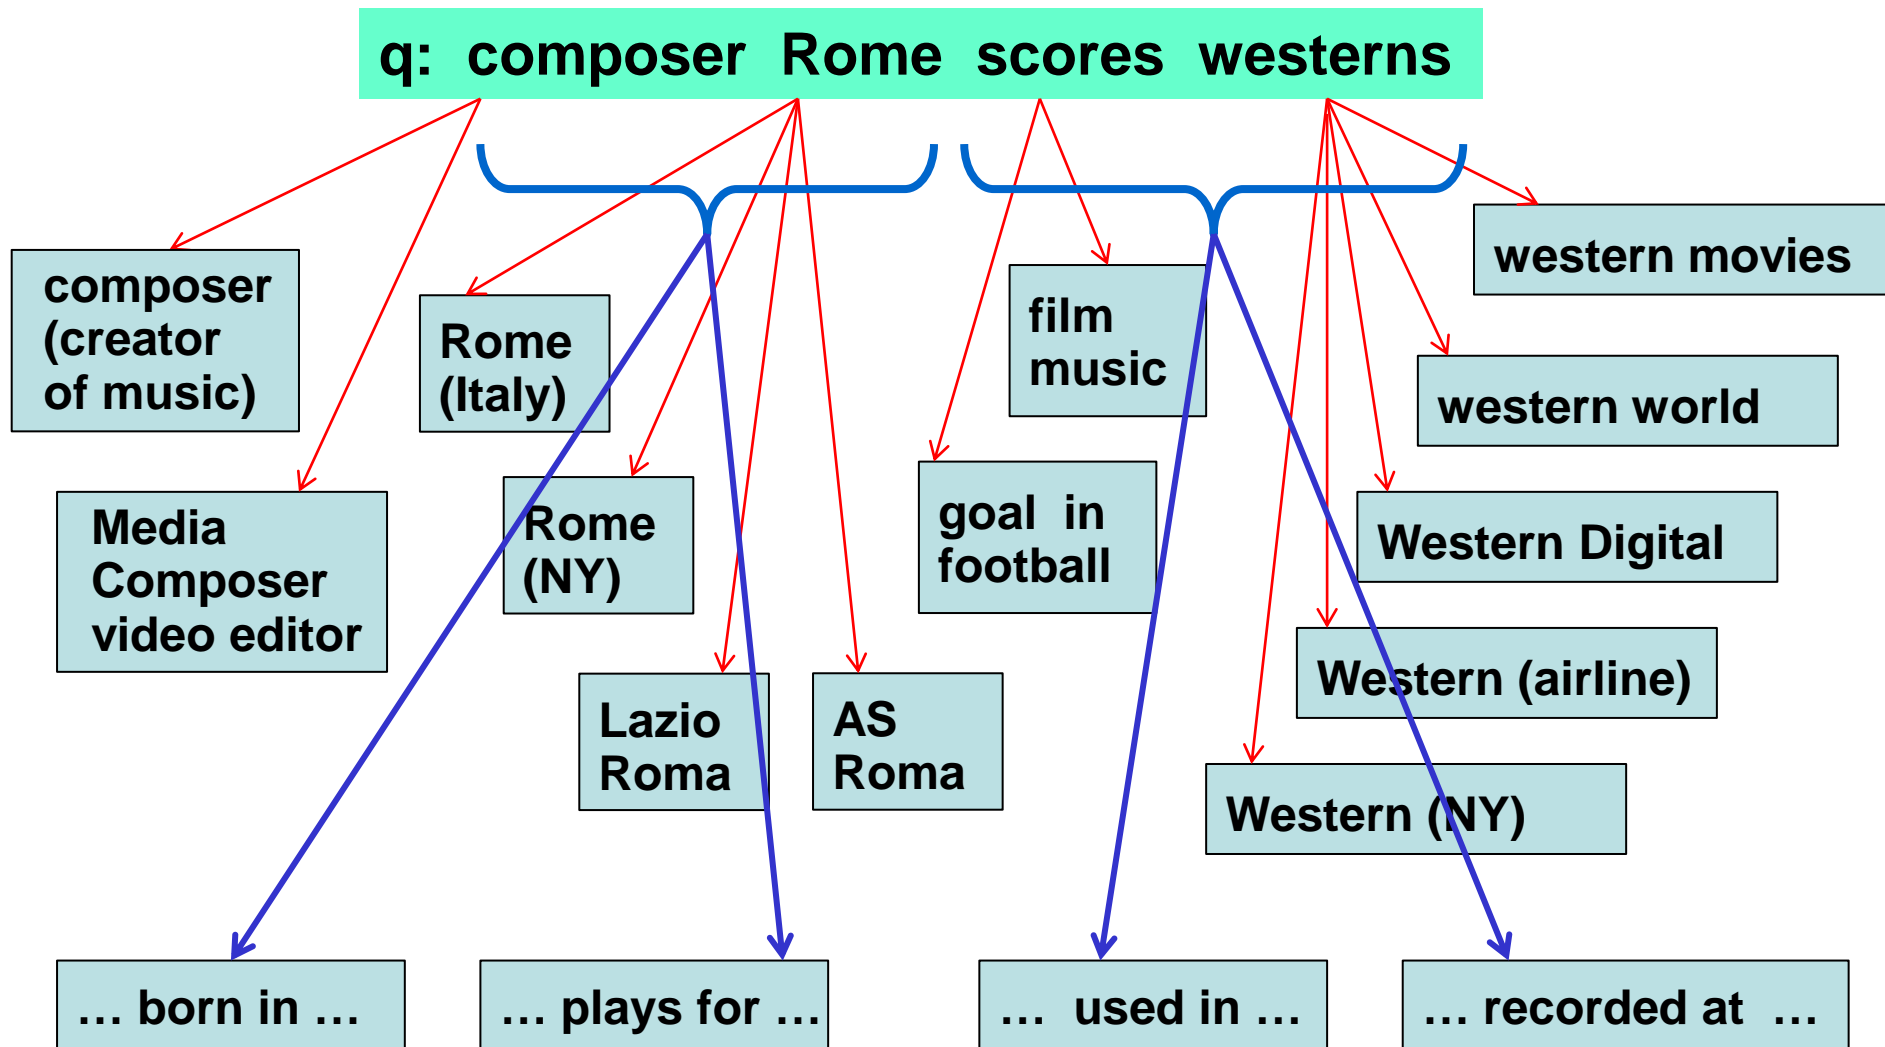 q: composer Rome scores westerns
composer
(creator
of music)
Rome
(Italy)
film
music
western movies
western world
Media
Composer
video editor
Rome
(NY)
goal in
football
Western Digital
Lazio
Roma
AS
Roma
Western (airline)
Western (NY)
… born in …
… plays for …
… used in …
… recorded at …